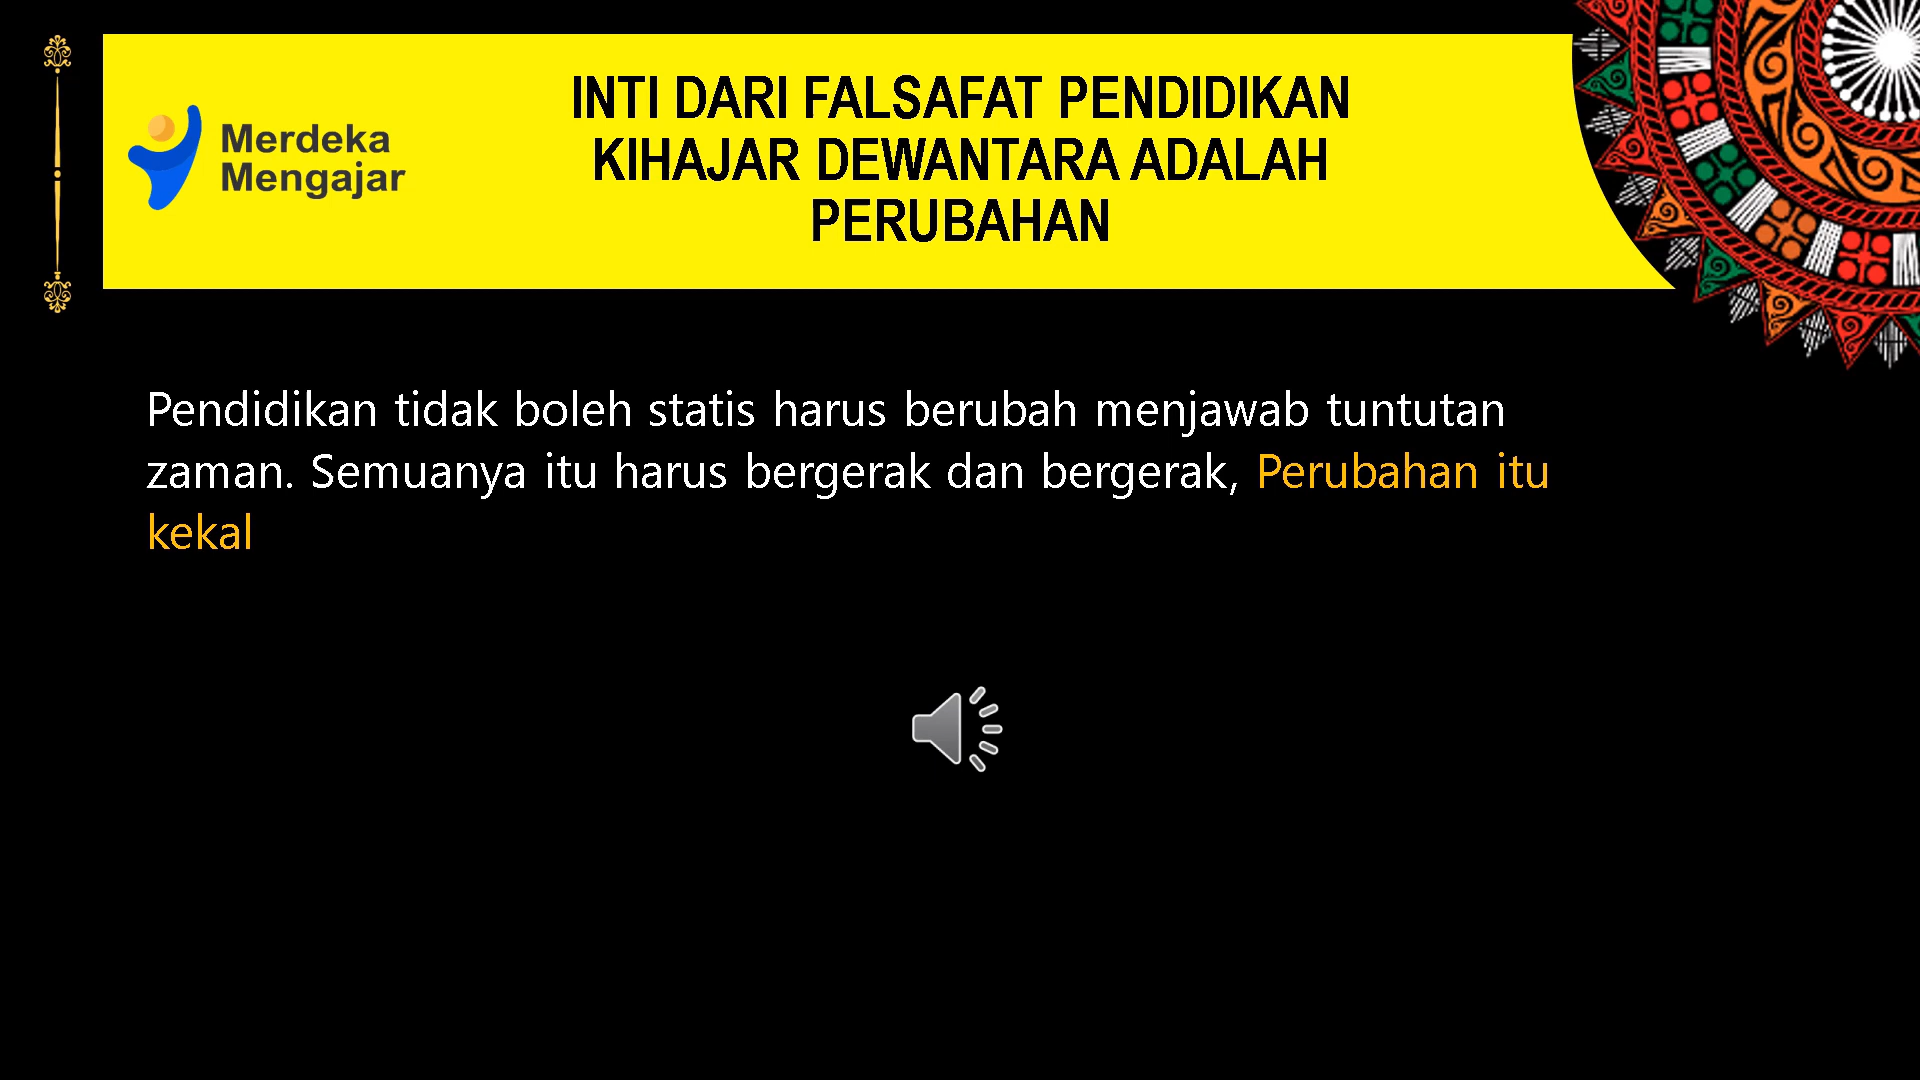 INTI DARI FALSAFAT PENDIDIKAN
KIHAJAR DEWANTARA ADALAH
PERUBAHAN
Merdeka
Mengajar
Pendidikan tidak boleh statis harus berubah menjawab tuntutan
zaman. Semuanya itu harus bergerak dan bergerak, Perubahan itu
kekal